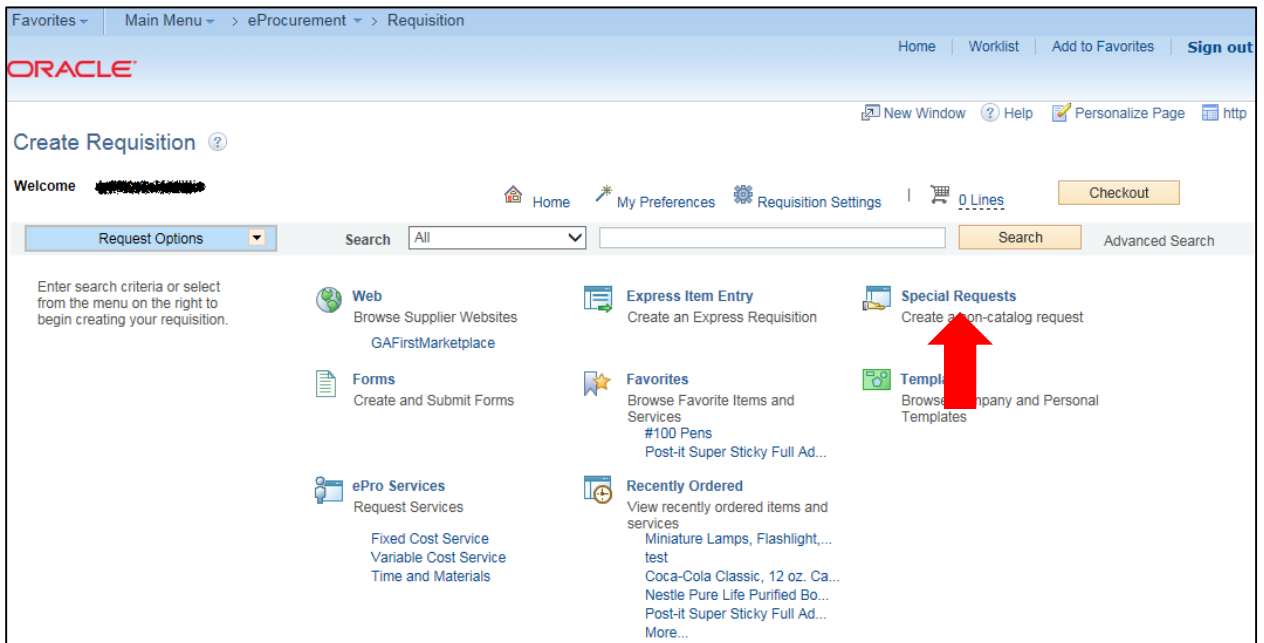 Favorites Main Menu > eProcurement > Requisition
Home Worklist Add to Favorites Sign out
ORACLE
New Window Help Personalize Page http
Create Requisition
Welcome
Home My Preferences Requisition Settings | 0 Lines Checkout
Request Options Search All Search Advanced Search
Enter search criteria or select
from the menu on the right to
begin creating your requisition.
Web
Browse Supplier Websites
GAFirstMarketplace
Express Item Entry
Create an Express Requisition
Special Requests
Create a non-catalog request
Forms
Create and Submit Forms
Favorites
Browse Favorite Items and
Services
#100 Pens
Post-it Super Sticky Full Ad...
Browse Company and Personal
Templates
ePro Services
Request Services
Fixed Cost Service
Variable Cost Service
Time and Materials
Recently Ordered
View recently ordered items and
services
Miniature Lamps, Flashlight,...
test
Coca-Cola Classic, 12 oz. Ca...
Nestle Pure Life Purified Bo...
Post-it Super Sticky Full Ad...
More...